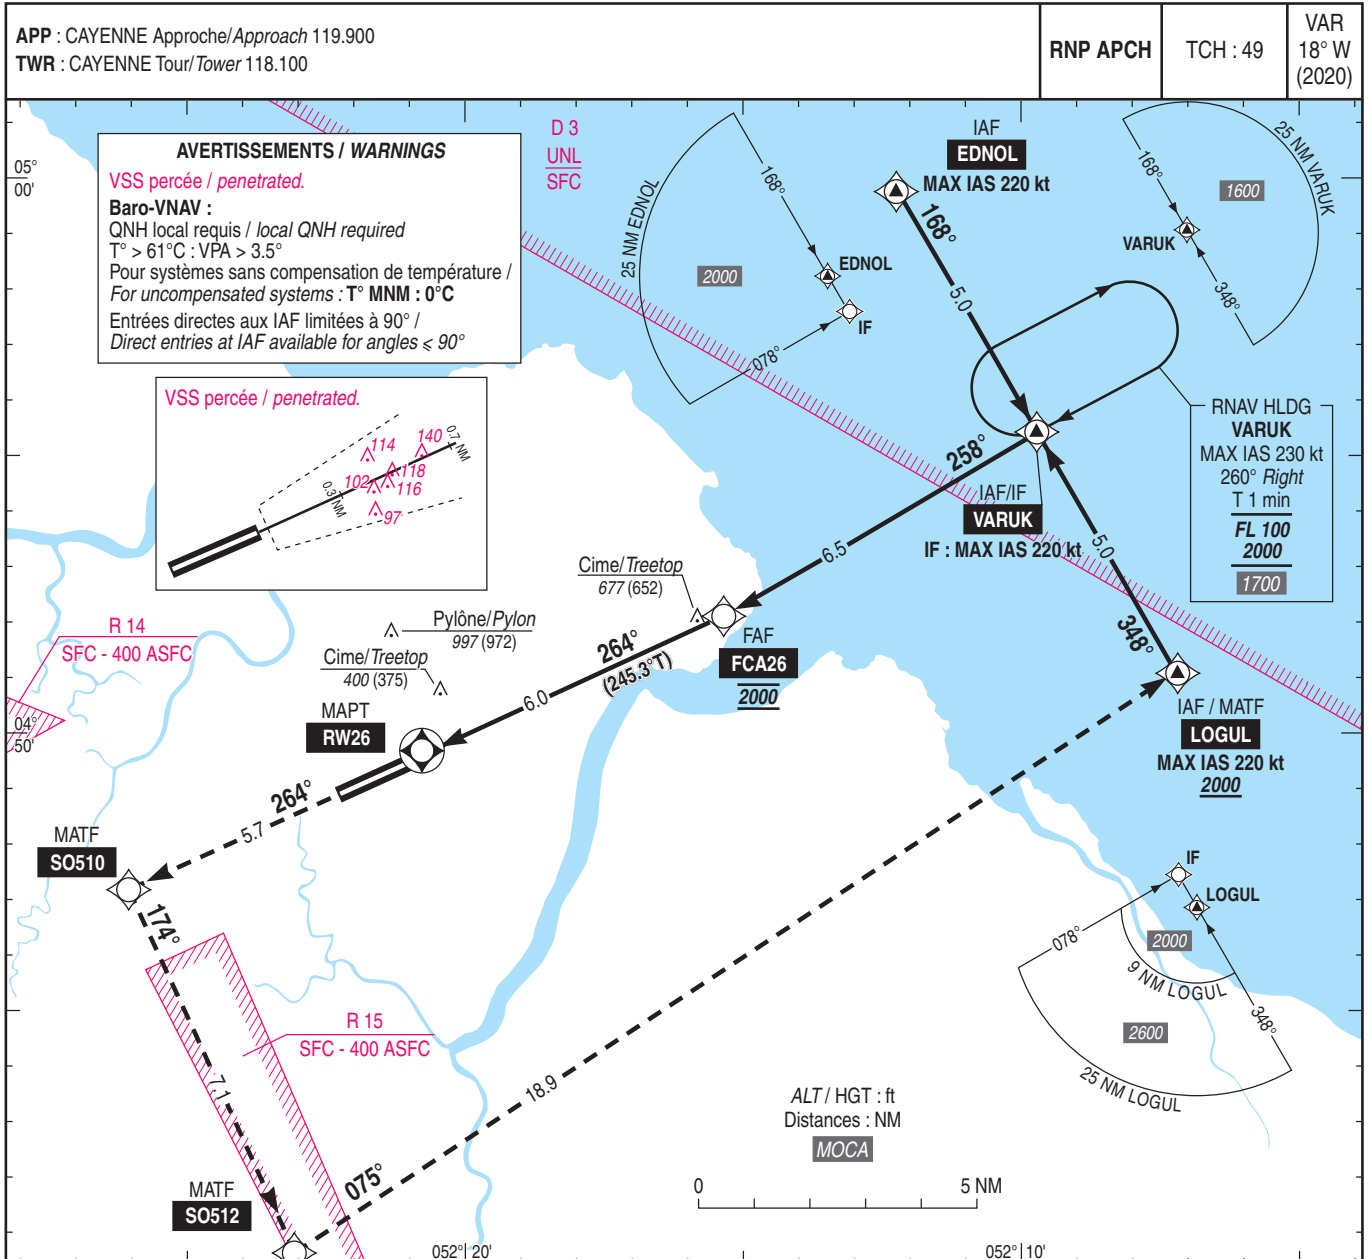 APP : CAYENNE Approche/Approach 119.900
TWR : CAYENNE Tour/Tower 118.100
RNP APCH
TCH : 49
VAR
18° W
(2020)
AVERTISSEMENTS / WARNINGS
VSS percée / penetrated.
Baro-VNAV :
QNH local requis / local QNH required
T° > 61°C : VPA > 3.5°
Pour systèmes sans compensation de température /
For uncompensated systems : T° MNM : 0°C
Entrées directes aux IAF limitées à 90° /
Direct entries at IAF available for angles ⩽ 90°
05°
00'
D 3
UNL
SFC
25 NM EDNOL
168°
2000
EDNOL
IF
078°
IAF
EDNOL
MAX IAS 220 kt
168°
5.0
25 NM VARUK
168°
1600
VARUK
348°
VSS percée / penetrated.
114
140
0.7 NM
118
102
116
0.3 NM
97
RNAV HLDG
VARUK
MAX IAS 230 kt
260° Right
T 1 min
FL 100
2000
1700
258°
6.5
IAF/IF
VARUK
IF : MAX IAS 220 kt
5.0
348°
Cime/Treetop
677 (652)
Pylône/Pylon
997 (972)
Cime/Treetop
400 (375)
R 14
SFC - 400 ASFC
264°
(245.3°T)
6.0
FAF
FCA26
2000
04°
50'
MAPT
RW26
IAF / MATF
LOGUL
MAX IAS 220 kt
2000
264°
5.7
MATF
SO510
174°
7.1
R 15
SFC - 400 ASFC
IF
LOGUL
078°
2000
9 NM LOGUL
348°
2600
25 NM LOGUL
18.9
075°
MATF
SO512
ALT / HGT : ft
Distances : NM
MOCA
0
5 NM
052° 20'
052° 10'